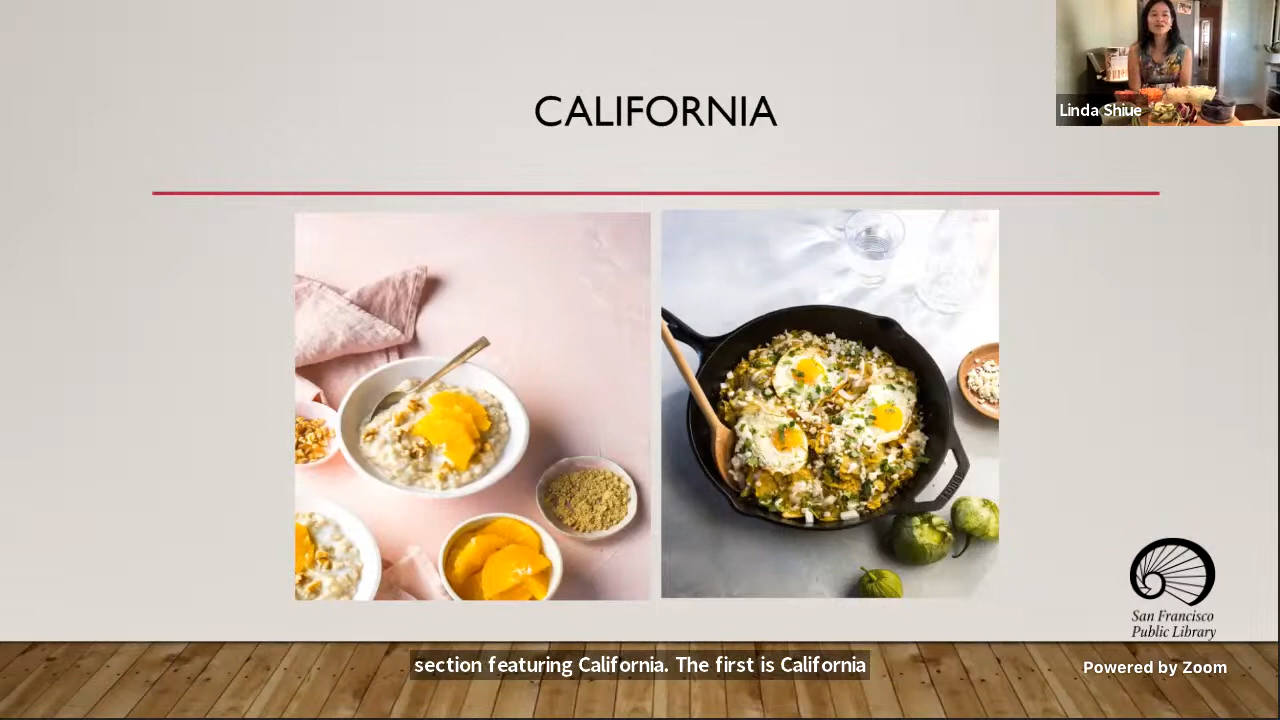 CALIFORNIA
Linda Shiue
San Francisco
Public Library
section featuring California. The first is California
Powered by Zoom